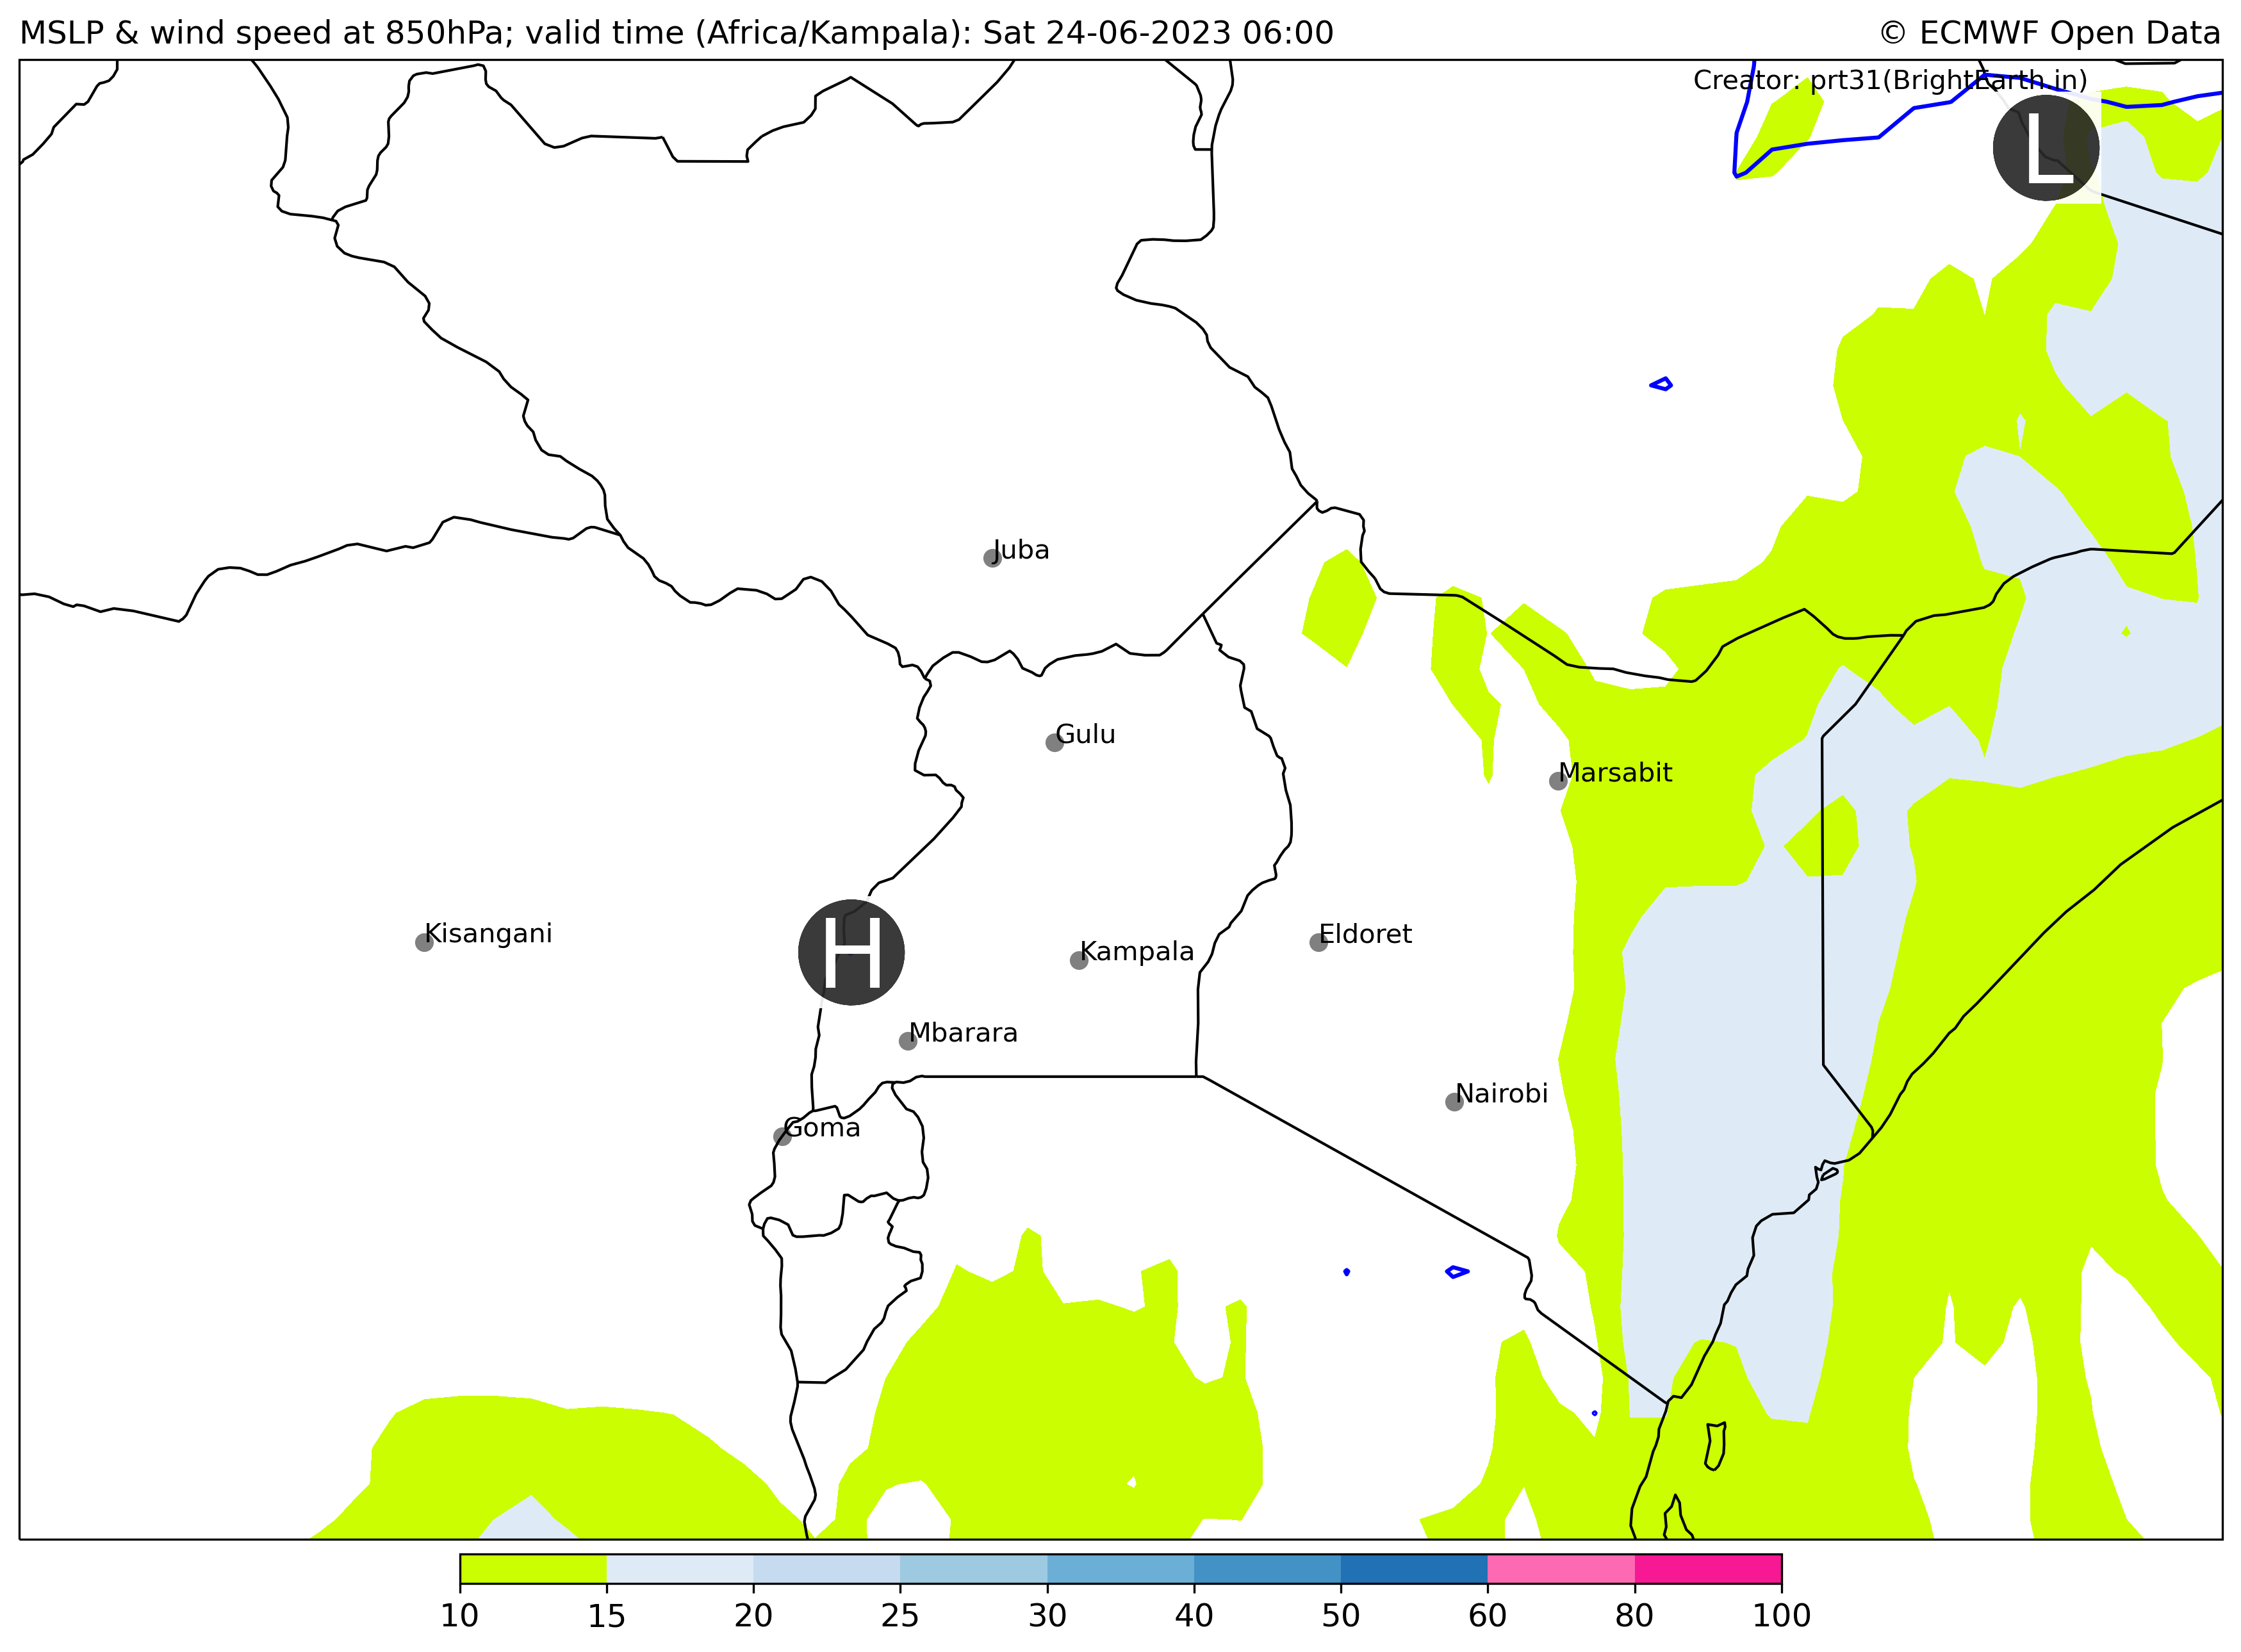 MSLP & wind speed at 850hPa; valid time (Africa/Kampala): Sat 24-06-2023 06:00
© ECMWF Open Data
Creator: prt31(BrightEarth.in)
L
Juba
Gulu
Marsabit
Kisangani
H
Kampala
Eldoret
Mbarara
Nairobi
Goma
10 15 20 25 30 40 50 60 80 100